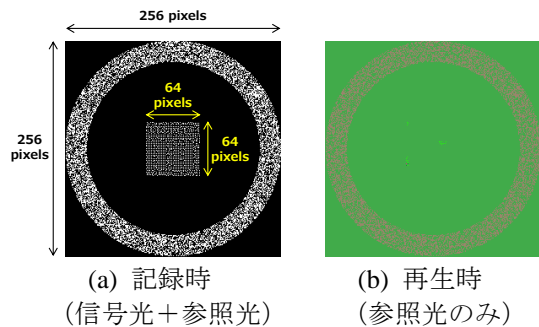 256 pixels
256
pixels
64
pixels
64
pixels
(a) 記録時
(信号光＋参照光)
(b) 再生時
(参照光のみ)